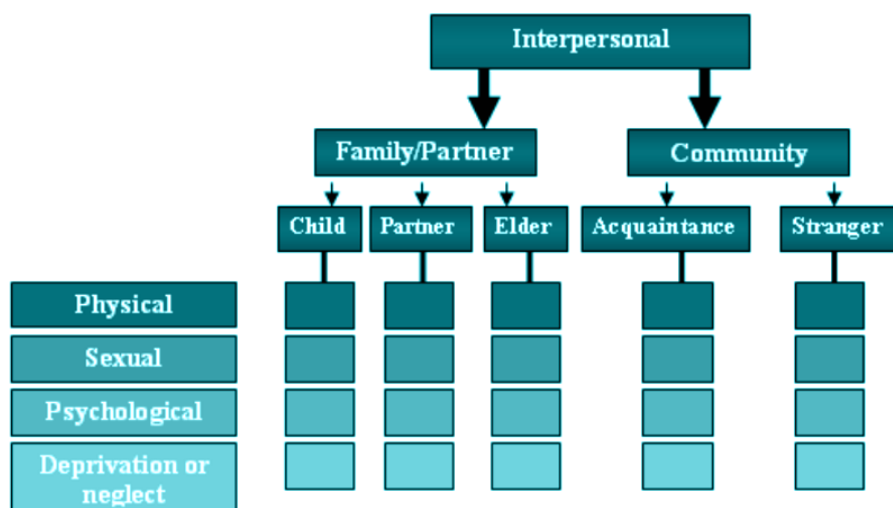 Interpersonal
Family/Partner
Community
Child
Partner
Elder
Acquaintance
Stranger
Physical
Sexual
Psychological
Deprivation or
neglect